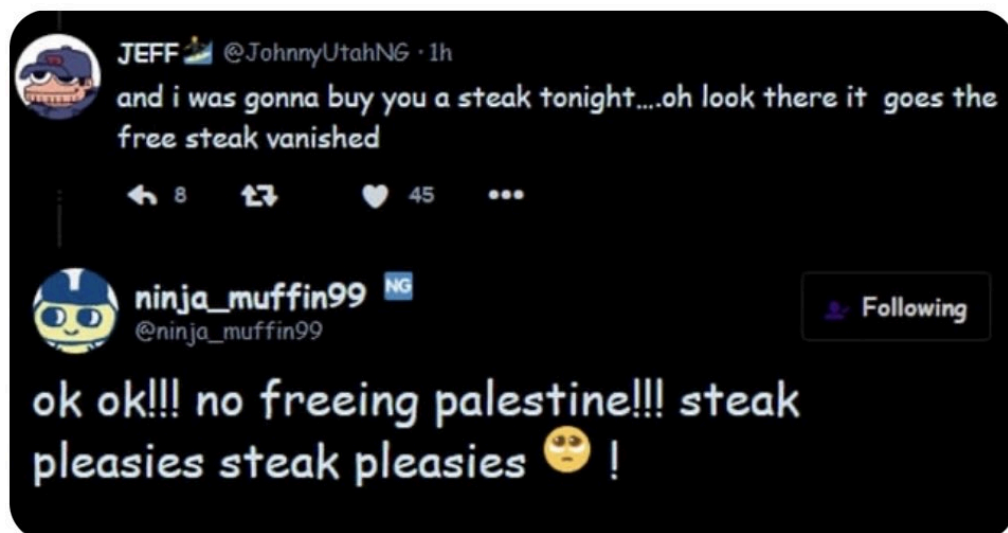 JEFF🏄 @JohnnyUtahNG · 1h
and i was gonna buy you a steak tonight....oh look there it  goes the
free steak vanished
8 45 •••
ninja_muffin99 NG
Following
@ninja_muffin99
ok ok!!! no freeing palestine!!! steak
pleasies steak pleasies 🥺 !